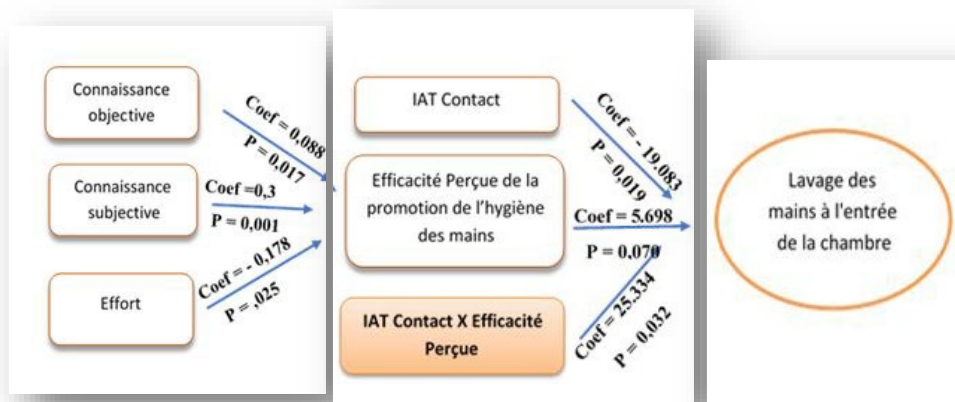 Connaissance
objective
Coef = 0,088
P = 0,017
Connaissance
subjective
Coef =0,3
P = 0,001
Effort
Coef = - 0,178
P = ,025
IAT Contact
Coef = - 19.083
P = 0,019
Efficacité Perçue de la
promotion de l’hygiène
des mains
Coef = 5.698
P = 0,070
IAT Contact X Efficacité
Perçue
Coef = 25.334
P = 0,032
Lavage des
mains à l'entrée
de la chambre